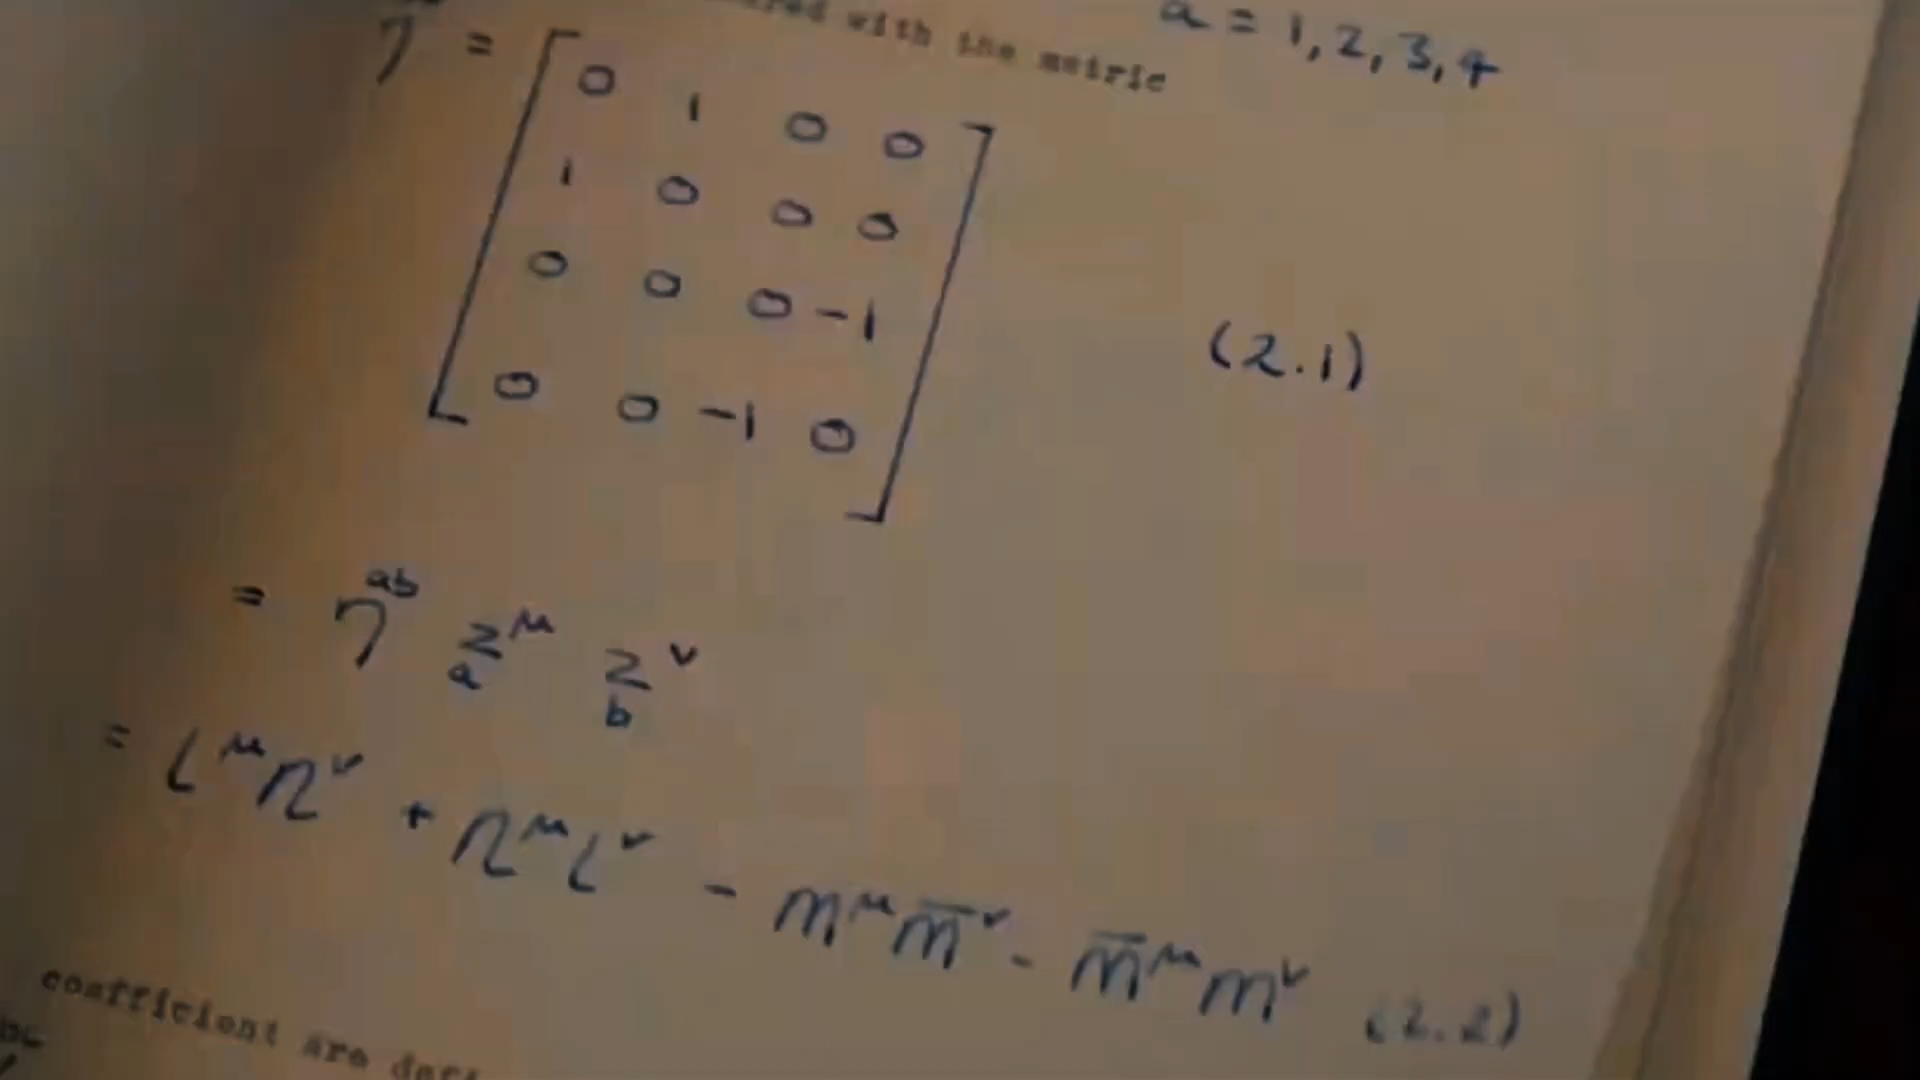 with the metric a = 1, 2, 3, 4
η =
0 1 0 0
1 0 0 0
0 0 0 -1
0 0 -1 0
(2.1)
= η^ab Z_a^μ Z_b^ν
= L^μ n^ν + n^μ L^ν - m^μ m̅^ν - m̅^μ m^ν (2.2)
coefficient are